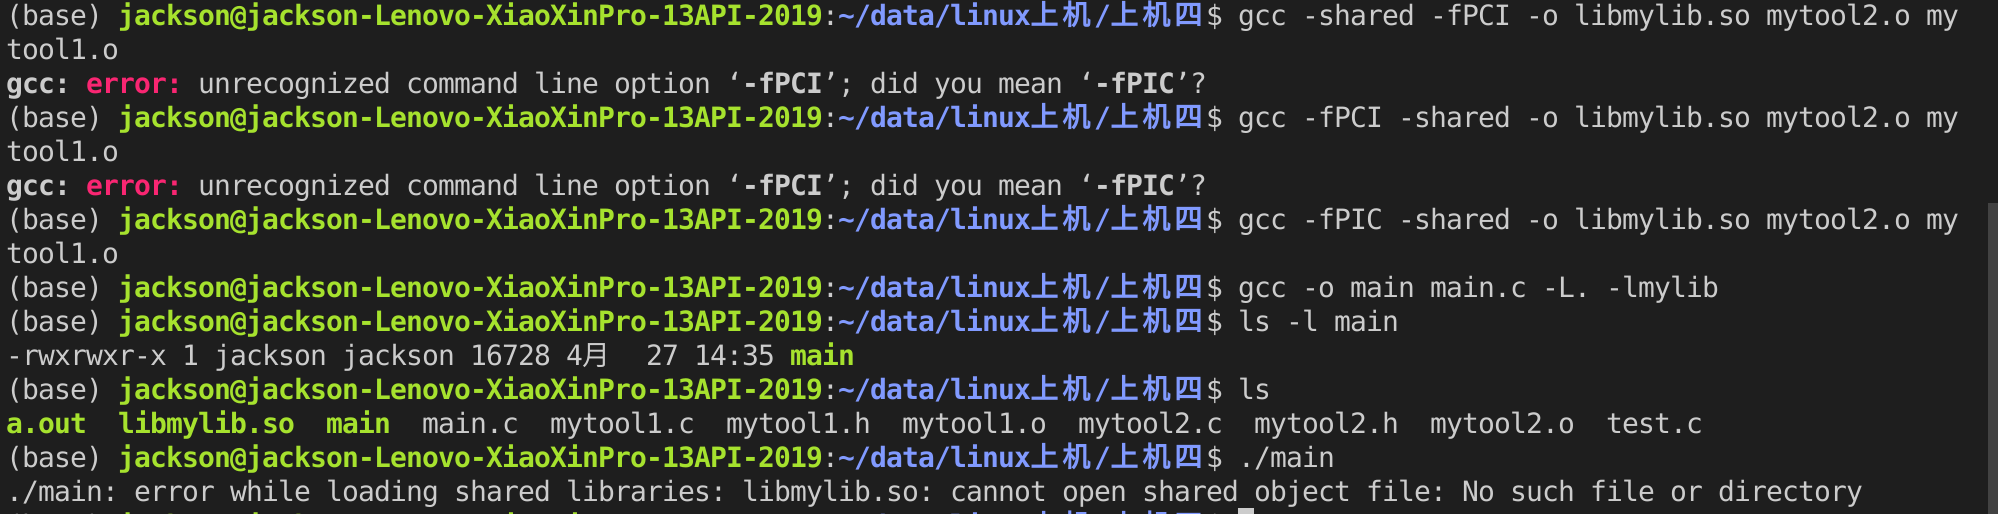 (base) jackson@jackson-Lenovo-XiaoXinPro-13API-2019:~/data/linux上机/上机四$ gcc -shared -fPCI -o libmylib.so mytool2.o my
tool1.o
gcc: error: unrecognized command line option ‘-fPCI’; did you mean ‘-fPIC’?
(base) jackson@jackson-Lenovo-XiaoXinPro-13API-2019:~/data/linux上机/上机四$ gcc -fPCI -shared -o libmylib.so mytool2.o my
tool1.o
gcc: error: unrecognized command line option ‘-fPCI’; did you mean ‘-fPIC’?
(base) jackson@jackson-Lenovo-XiaoXinPro-13API-2019:~/data/linux上机/上机四$ gcc -fPIC -shared -o libmylib.so mytool2.o my
tool1.o
(base) jackson@jackson-Lenovo-XiaoXinPro-13API-2019:~/data/linux上机/上机四$ gcc -o main main.c -L. -lmylib
(base) jackson@jackson-Lenovo-XiaoXinPro-13API-2019:~/data/linux上机/上机四$ ls -l main
-rwxrwxr-x 1 jackson jackson 16728 4月  27 14:35 main
(base) jackson@jackson-Lenovo-XiaoXinPro-13API-2019:~/data/linux上机/上机四$ ls
a.out  libmylib.so  main  main.c  mytool1.c  mytool1.h  mytool1.o  mytool2.c  mytool2.h  mytool2.o  test.c
(base) jackson@jackson-Lenovo-XiaoXinPro-13API-2019:~/data/linux上机/上机四$ ./main
./main: error while loading shared libraries: libmylib.so: cannot open shared object file: No such file or directory